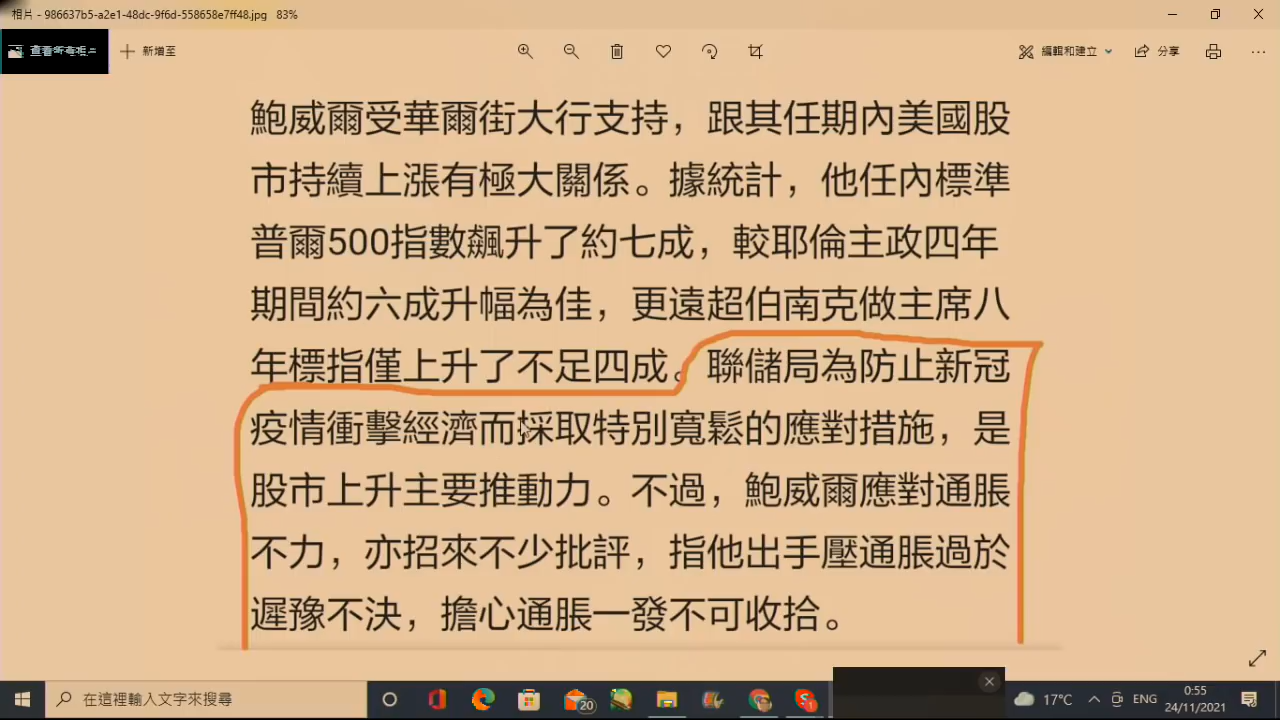 相片 - 986637b5-a2e1-48dc-9f6d-558658e7ff48.jpg 83%
新增至
編輯和建立
分享
鮑威爾受華爾街大行支持，跟其任期內美國股
市持續上漲有極大關係。據統計，他任內標準
普爾500指數飆升了約七成，較耶倫主政四年
期間約六成升幅為佳，更遠超伯南克做主席八
年標指僅上升了不足四成。聯儲局為防止新冠
疫情衝擊經濟而採取特別寬鬆的應對措施，是
股市上升主要推動力。不過，鮑威爾應對通脹
不力，亦招來不少批評，指他出手壓通脹過於
遲豫不決，擔心通脹一發不可收拾。
在這裡輸入文字來搜尋
20
17°C
ENG
0:55
24/11/2021